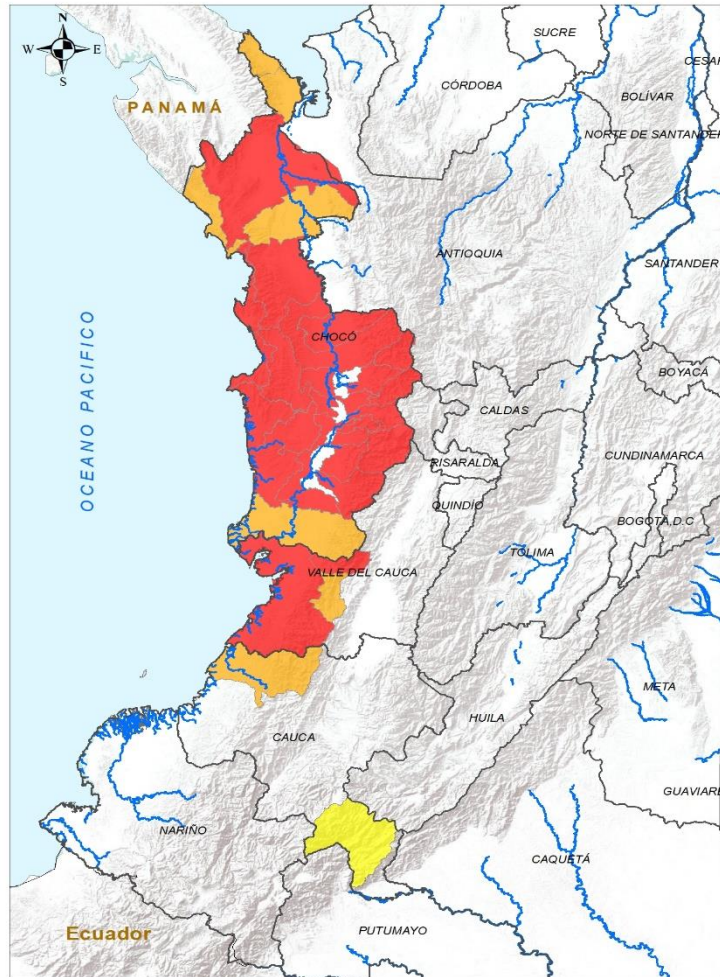 N
W E
S
SUCRE
CESAR
CÓRDOBA
BOLÍVAR
PANAMÁ
NORTE DE SANTANDER
ANTIOQUIA
SANTANDER
OCEANO PACIFICO
CHOCÓ
BOYACÁ
CALDAS
CUNDINAMARCA
RISARALDA
QUINDÍO
BOGOTÁ,D.C
TOLIMA
VALLE DEL CAUCA
META
HUILA
CAUCA
GUAVIARE
NARIÑO
CAQUETÁ
PUTUMAYO
Ecuador